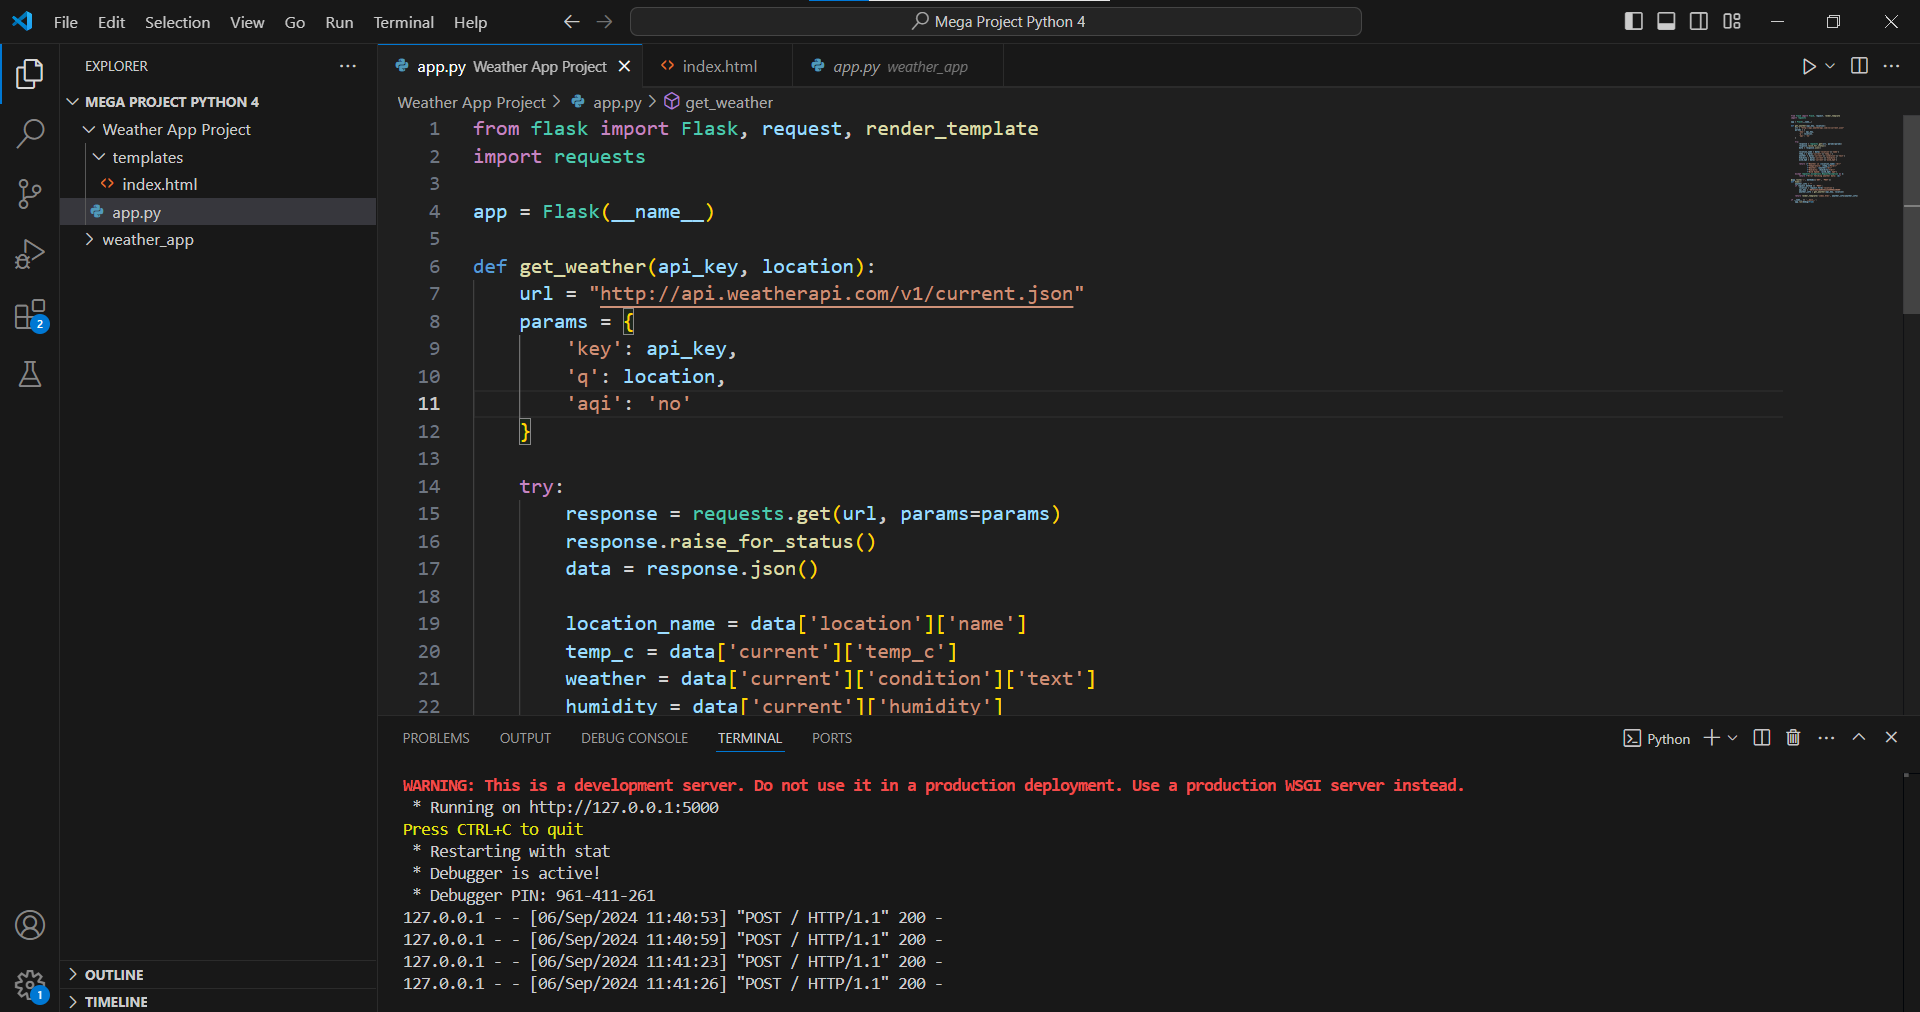 File Edit Selection View Go Run Terminal Help
Mega Project Python 4
EXPLORER
MEGA PROJECT PYTHON 4
Weather App Project
templates
index.html
app.py
weather_app
OUTLINE
TIMELINE
2
1
app.py Weather App Project
index.html
app.py weather_app
Weather App Project > app.py > get_weather
1 from flask import Flask, request, render_template
2 import requests
3
4 app = Flask(__name__)
5
6 def get_weather(api_key, location):
7 url = "http://api.weatherapi.com/v1/current.json"
8 params = {
9 'key': api_key,
10 'q': location,
11 'aqi': 'no'
12 }
13
14 try:
15 response = requests.get(url, params=params)
16 response.raise_for_status()
17 data = response.json()
18
19 location_name = data['location']['name']
20 temp_c = data['current']['temp_c']
21 weather = data['current']['condition']['text']
22 humidity = data['current']['humidity']
PROBLEMS OUTPUT DEBUG CONSOLE TERMINAL PORTS
Python
WARNING: This is a development server. Do not use it in a production deployment. Use a production WSGI server instead.
* Running on http://127.0.0.1:5000
Press CTRL+C to quit
* Restarting with stat
* Debugger is active!
* Debugger PIN: 961-411-261
127.0.0.1 - - [06/Sep/2024 11:40:53] "POST / HTTP/1.1" 200 -
127.0.0.1 - - [06/Sep/2024 11:40:59] "POST / HTTP/1.1" 200 -
127.0.0.1 - - [06/Sep/2024 11:41:23] "POST / HTTP/1.1" 200 -
127.0.0.1 - - [06/Sep/2024 11:41:26] "POST / HTTP/1.1" 200 -